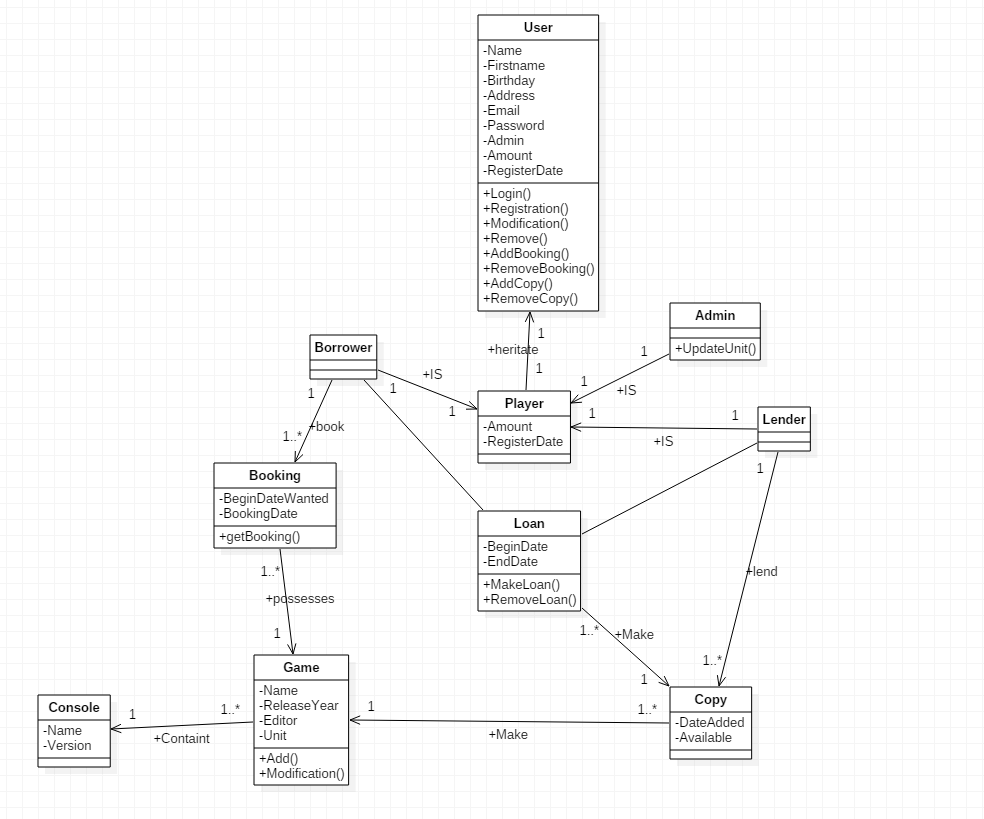 User
-Name
-Firstname
-Birthday
-Address
-Email
-Password
-Admin
-Amount
-RegisterDate
+Login()
+Registration()
+Modification()
+Remove()
+AddBooking()
+RemoveBooking()
+AddCopy()
+RemoveCopy()
1
+heritate
1
Admin
+UpdateUnit()
1
1
+IS
Borrower
+IS
1
1
1
+book
1..*
Player
-Amount
-RegisterDate
1
1
+IS
Lender
1
+lend
1..*
Booking
-BeginDateWanted
-BookingDate
+getBooking()
1..*
+possesses
1
Loan
-BeginDate
-EndDate
+MakeLoan()
+RemoveLoan()
1..*
+Make
1
Game
-Name
-ReleaseYear
-Editor
-Unit
+Add()
+Modification()
Console
-Name
-Version
1
1..*
+Containt
1
1..*
+Make
Copy
-DateAdded
-Available